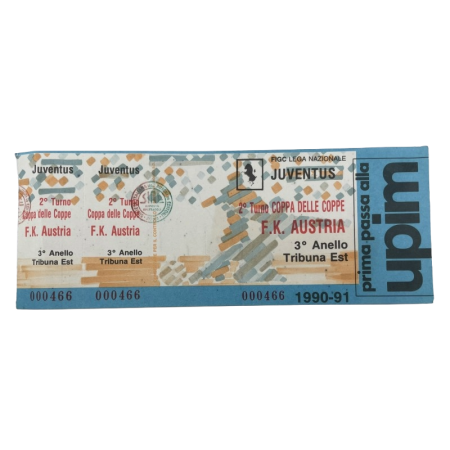 Juventus
2° Turno
Coppa delle Coppe
F.K. Austria
3° Anello
Tribuna Est
000466
Juventus
2° Turno
Coppa delle Coppe
F.K. Austria
3° Anello
Tribuna Est
000466
FIGC LEGA NAZIONALE
JUVENTUS
2° Turno COPPA DELLE COPPE
F.K. AUSTRIA
3° Anello
Tribuna Est
000466
1990-91
prima passa alla
upim